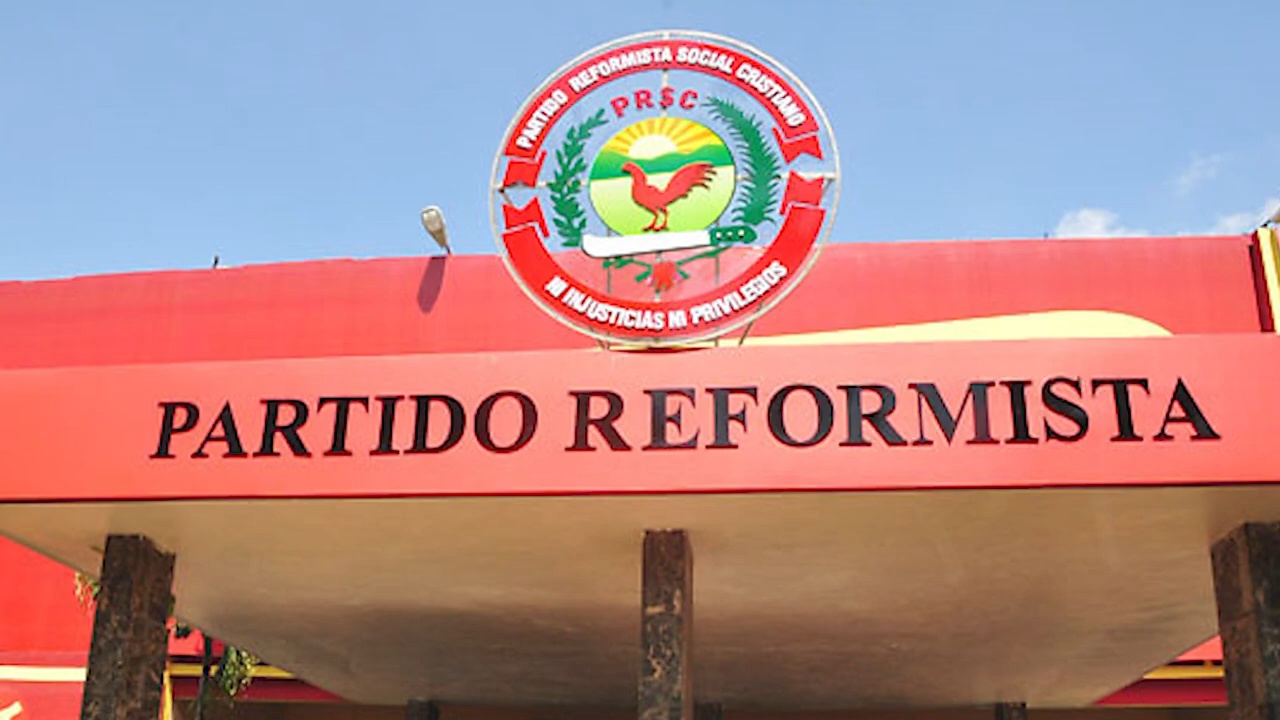 PARTIDO REFORMISTA SOCIAL CRISTIANO
PRSC
NI INJUSTICIAS NI PRIVILEGIOS
PARTIDO REFORMISTA